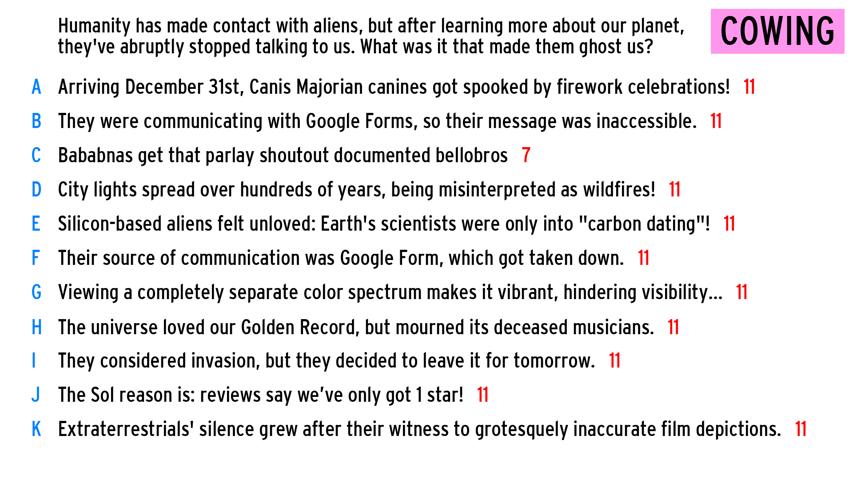 Humanity has made contact with aliens, but after learning more about our planet,
they've abruptly stopped talking to us. What was it that made them ghost us?
COWING
A Arriving December 31st, Canis Majorian canines got spooked by firework celebrations! 11
B They were communicating with Google Forms, so their message was inaccessible. 11
C Bababnas get that parlay shoutout documented bellobros 7
D City lights spread over hundreds of years, being misinterpreted as wildfires! 11
E Silicon-based aliens felt unloved: Earth's scientists were only into "carbon dating"! 11
F Their source of communication was Google Form, which got taken down. 11
G Viewing a completely separate color spectrum makes it vibrant, hindering visibility... 11
H The universe loved our Golden Record, but mourned its deceased musicians. 11
I They considered invasion, but they decided to leave it for tomorrow. 11
J The Sol reason is: reviews say we’ve only got 1 star! 11
K Extraterrestrials' silence grew after their witness to grotesquely inaccurate film depictions. 11